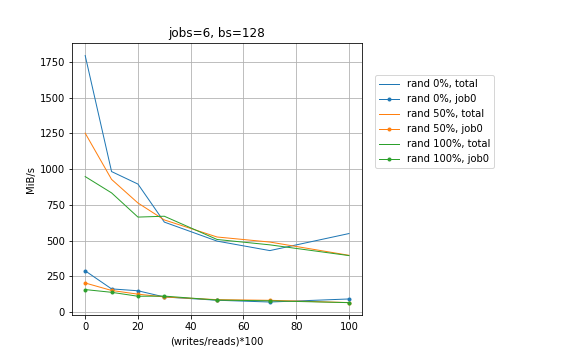 jobs=6, bs=128
MiB/s
1750
1500
1250
1000
750
500
250
0
0
20
40
60
80
100
(writes/reads)*100
rand 0%, total
rand 0%, job0
rand 50%, total
rand 50%, job0
rand 100%, total
rand 100%, job0